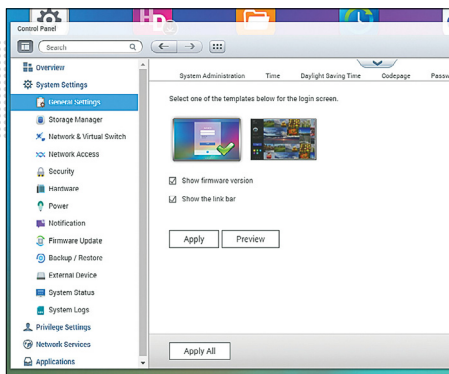 HD
Control Panel
Search
System Administration Time Daylight Saving Time Codepage Passw
Overview
System Settings
General Settings
Storage Manager
Network & Virtual Switch
Network Access
Security
Hardware
Power
Notification
Firmware Update
Backup / Restore
External Device
System Status
System Logs
Privilege Settings
Network Services
Applications
Select one of the templates below for the login screen.
Show firmware version
Show the link bar
Apply Preview
Apply All